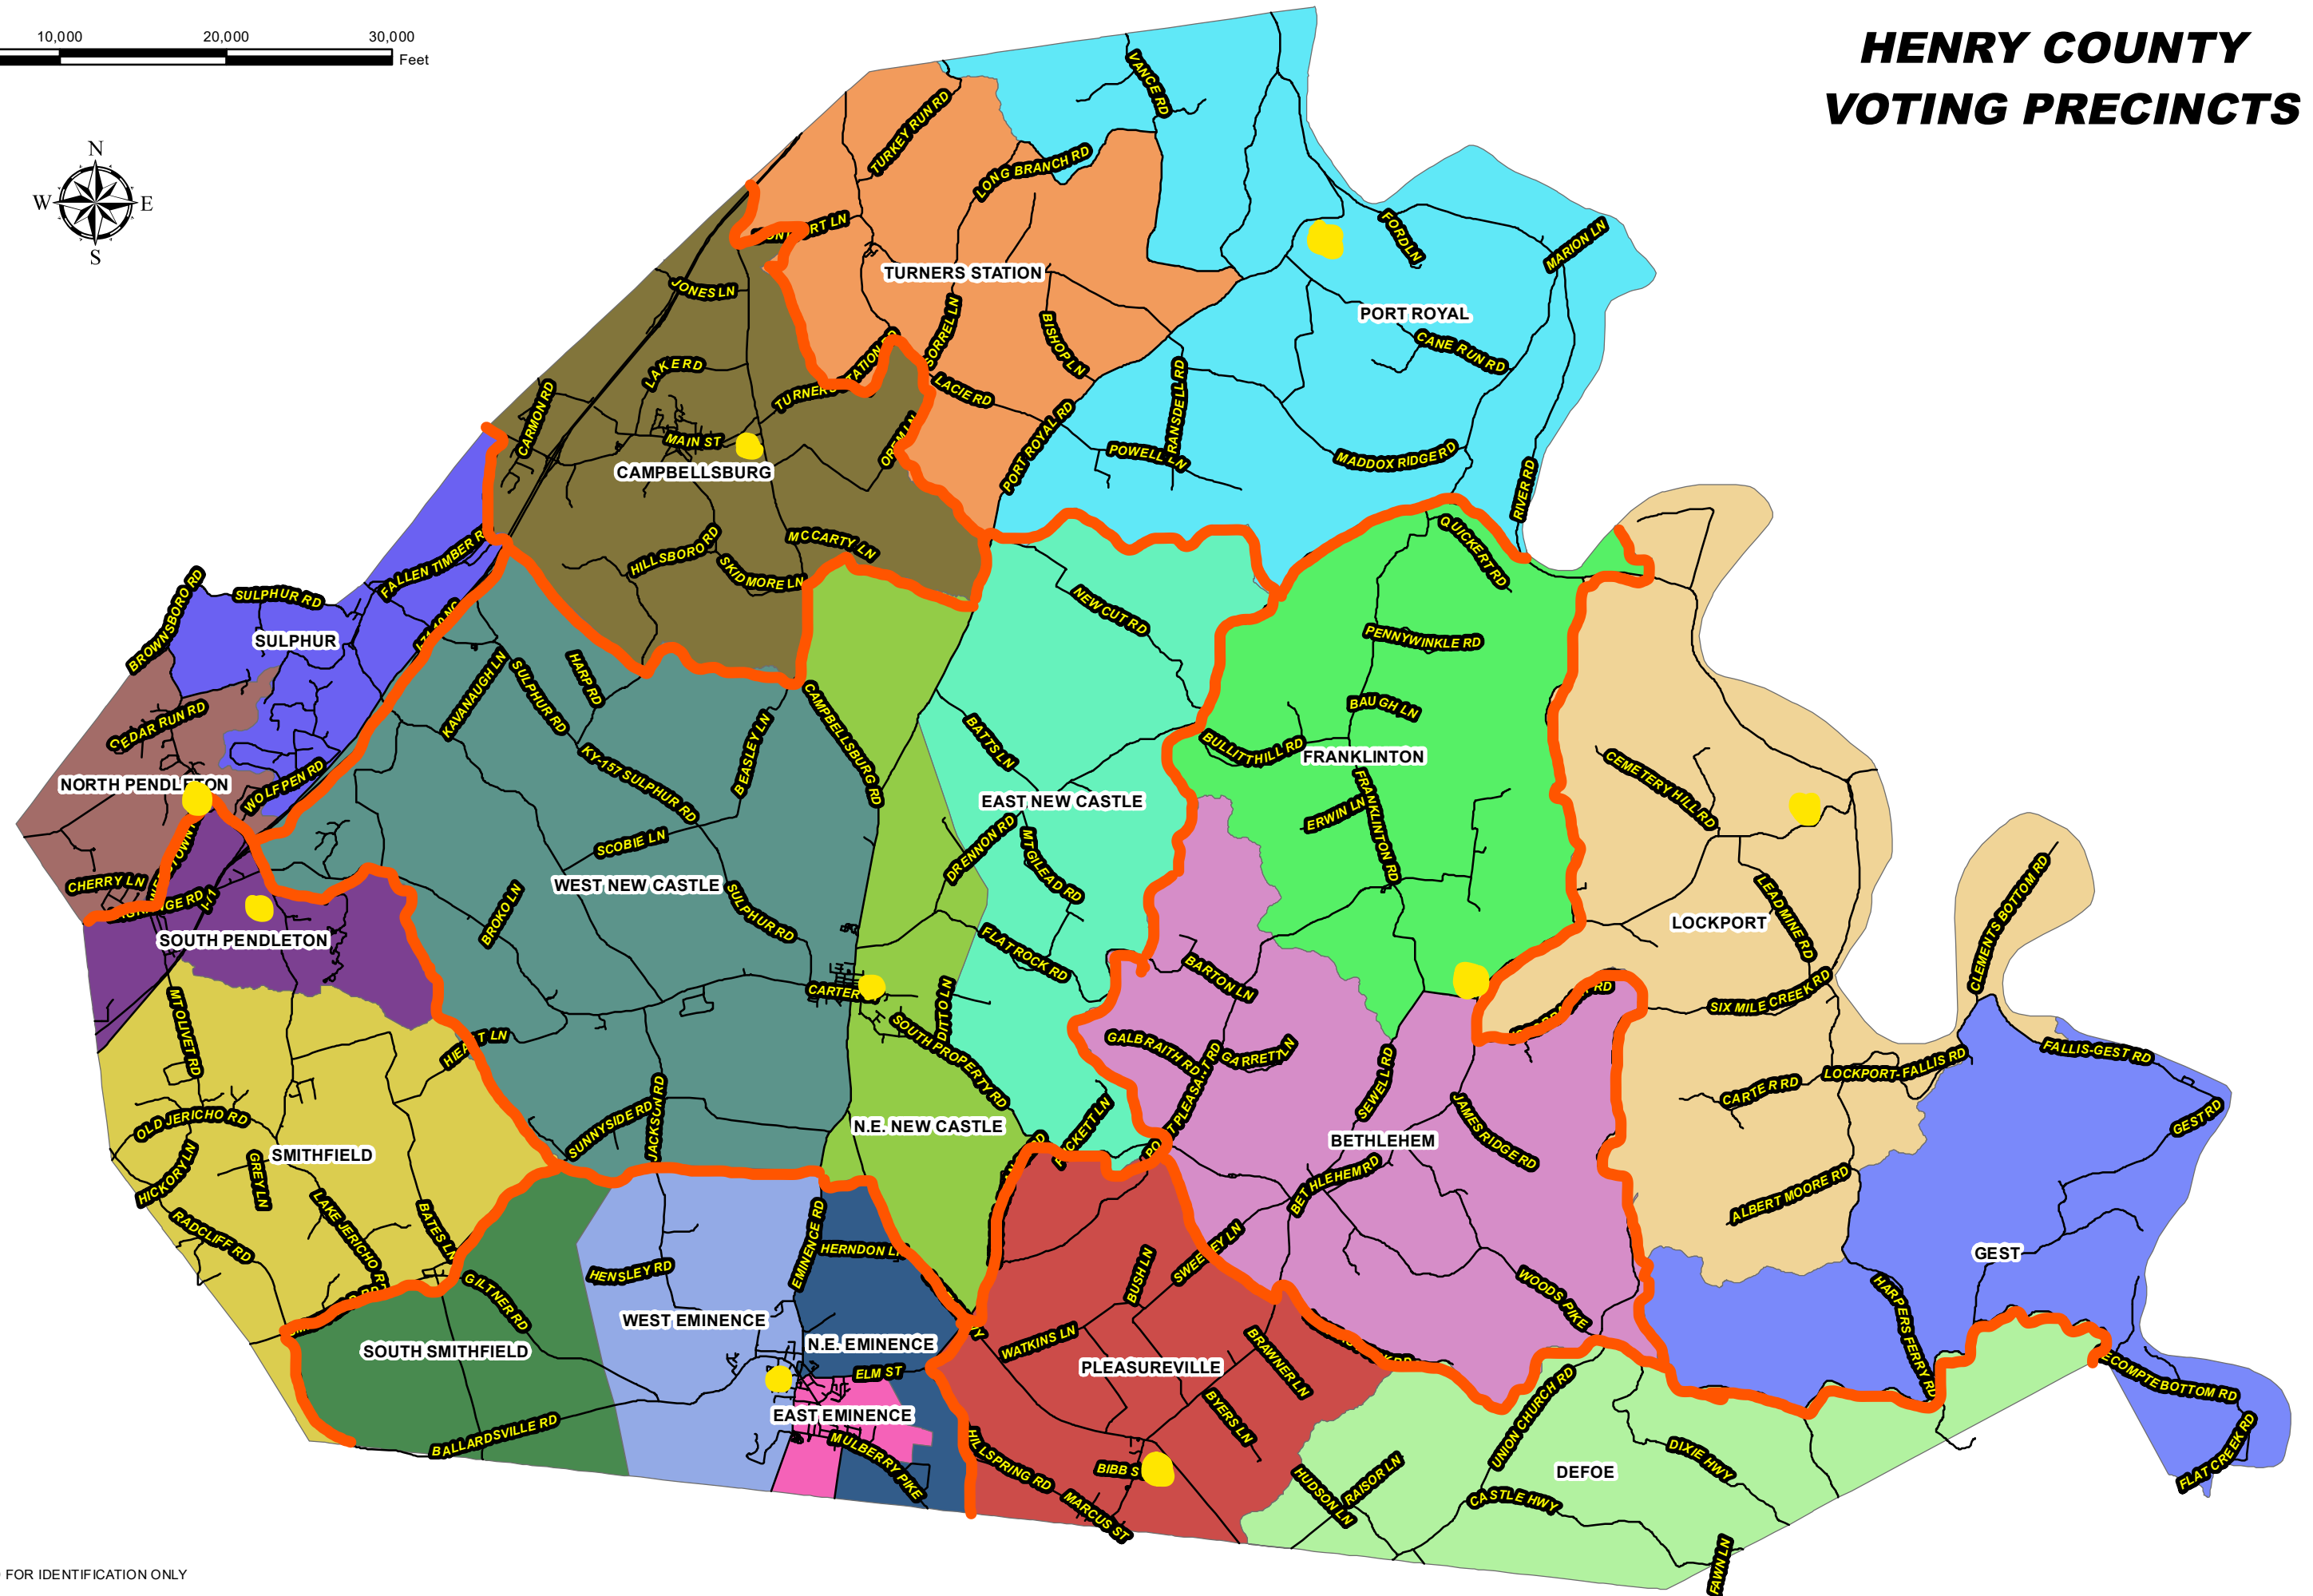 10,000 20,000 30,000
Feet
HENRY COUNTY
VOTING PRECINCTS
N
W E
S
VANCE RD
TURKEY RUN RD
LONG BRANCH RD
FORD LN
MARION LN
TURNERS STATION
JONES LN
PORT ROYAL
SORREL LN
BISHOP LN
CANE RUN RD
LAKE RD
LACIE RD
RANSDELL RD
CARMON RD
MAIN ST
PORT ROYAL RD
POWELL LN
MADDOX RIDGE RD
CAMPBELLSBURG
RIVER RD
QUICKERT RD
HILLSBORO RD
MCCARTY LN
SKIDMORE LN
FALLEN TIMBER R
BROWNSBORO RD
SULPHUR RD
SULPHUR
NEW CUT RD
PENNYWINKLE RD
KAVANAUGH LN
SULPHUR RD
HARP RD
CAMPBELLSBURG RD
BAUGH LN
CEDAR RUN RD
BEASLEY LN
BATTS LN
BULLITT HILL RD
FRANKLINTON
KY-157 SULPHUR RD
NORTH PENDLETON
WOLFPEN RD
EAST NEW CASTLE
CEMETERY HILL RD
ERWIN LN
FRANKLINTON RD
SCOBIE LN
DRENNON RD
MT GILEAD RD
CHERRY LN
WEST NEW CASTLE
CLEMENTS BOTTOM RD
LEAD MINE RD
BROKO LN
SULPHUR RD
LOCKPORT
SOUTH PENDLETON
FLAT ROCK RD
BARTON LN
CARTER
DITTO LN
SIX MILE CREEK RD
MT OLIVET RD
SOUTH PROPERTY RD
GALBRAITH RD
GARRETT LN
FALLIS-GEST RD
LOCKPORT-FALLIS RD
SEWELL RD
CARTER RD
JAMES RIDGE RD
GEST RD
OLD JERICHO RD
SUNNYSIDE RD
JACKSON RD
N.E. NEW CASTLE
BETHLEHEM
SMITHFIELD
HICKORY LN
GREY LN
BETHLEHEM RD
ALBERT MOORE RD
LAKE JERICHO RD
BATES LN
RADCLIFF RD
EMINENCE RD
HERNDON L
SWEENEY LN
GEST
HENSLEY RD
BUSH LN
GILTNER RD
WOODS PIKE
HARPERS FERRY RD
WEST EMINENCE
N.E. EMINENCE
WATKINS LN
SOUTH SMITHFIELD
PLEASUREVILLE
BRAWNER LN
ELM ST
ECOMPTE BOTTOM RD
EAST EMINENCE
BYERS LN
UNION CHURCH RD
BALLARDSVILLE RD
MULBERRY PIKE
HILLSPRING RD
BIBB S
DIXIE HWY
FLAT CREEK RD
DEFOE
HUDSON LN
RAISOR LN
MARCUS ST
CASTLE HWY
FAWN LN
FOR IDENTIFICATION ONLY